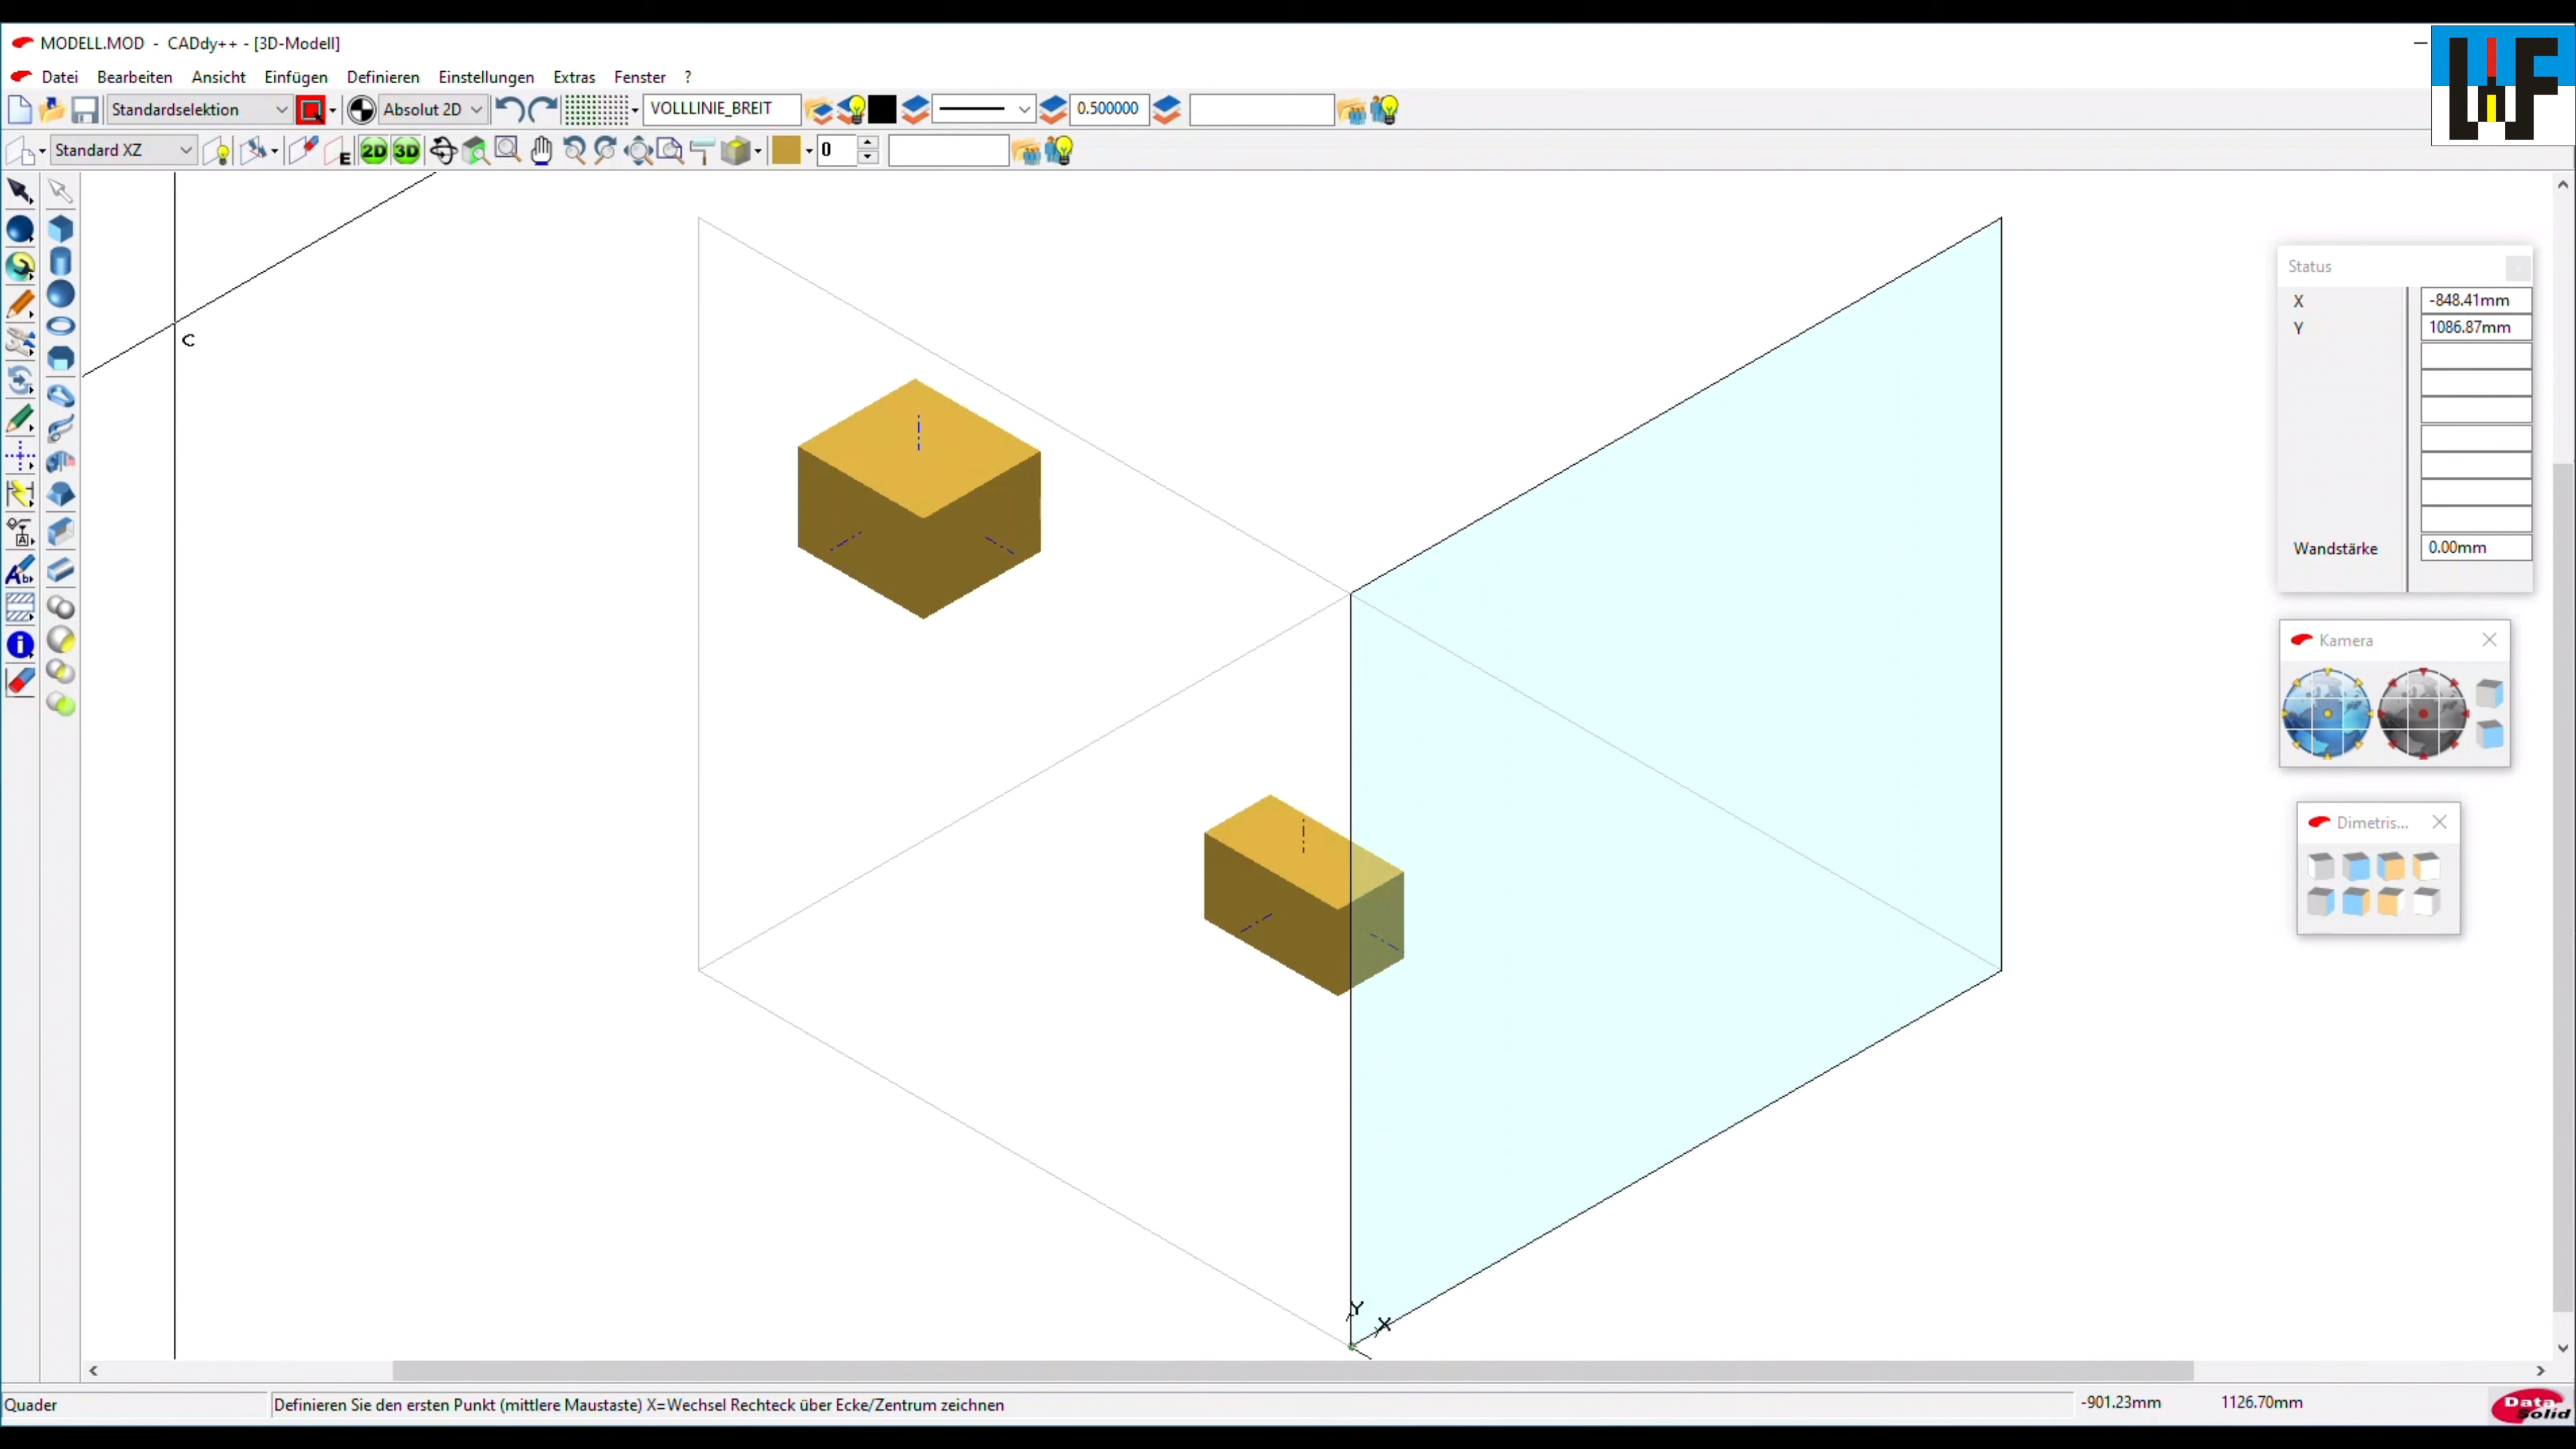 MODELL.MOD - CADdy++ - [3D-Modell]
Datei Bearbeiten Ansicht Einfügen Definieren Einstellungen Extras Fenster ?
Standardselektion Absolut 2D VOLLLINIE_BREIT 0.500000
Standard XZ E 2D 3D 0
C
Status
X -848.41mm
Y 1086.87mm
Wandstärke 0.00mm
Kamera
Dimetris...
Y
X
Quader Definieren Sie den ersten Punkt (mittlere Maustaste) X=Wechsel Rechteck über Ecke/Zentrum zeichnen -901.23mm 1126.70mm
Data Solid